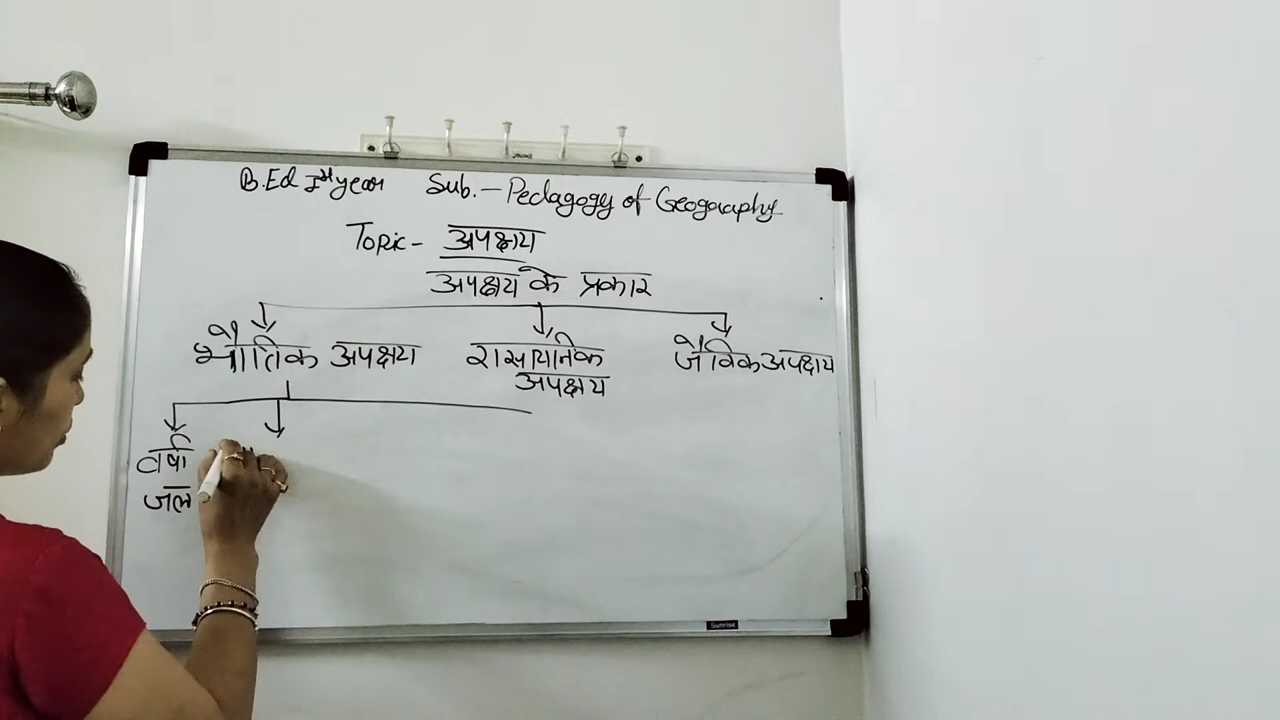 B.Ed Ist year Sub.- Pedagogy of Geography
Topic- अपक्षय
अपक्षय के प्रकार
भौतिक अपक्षय रासायनिक अपक्षय जैविक अपक्षय
वर्षा जल
Sunrise